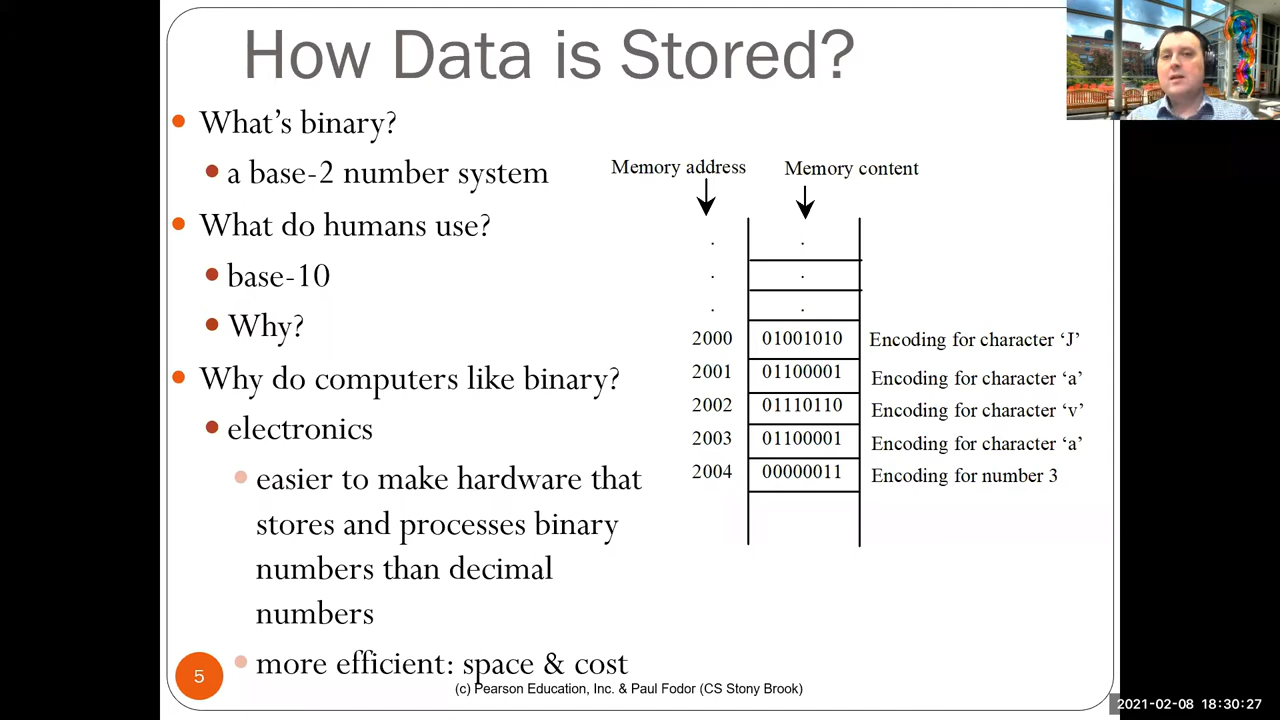 How Data is Stored?
What's binary?
a base-2 number system
What do humans use?
base-10
Why?
Why do computers like binary?
electronics
easier to make hardware that
stores and processes binary
numbers than decimal
numbers
more efficient: space & cost
Memory address
Memory content
. .
. .
. .
2000 01001010 Encoding for character ‘J’
2001 01100001 Encoding for character ‘a’
2002 01110110 Encoding for character ‘v’
2003 01100001 Encoding for character ‘a’
2004 00000011 Encoding for number 3
5
(c) Pearson Education, Inc. & Paul Fodor (CS Stony Brook)
2021-02-08 18:30:27